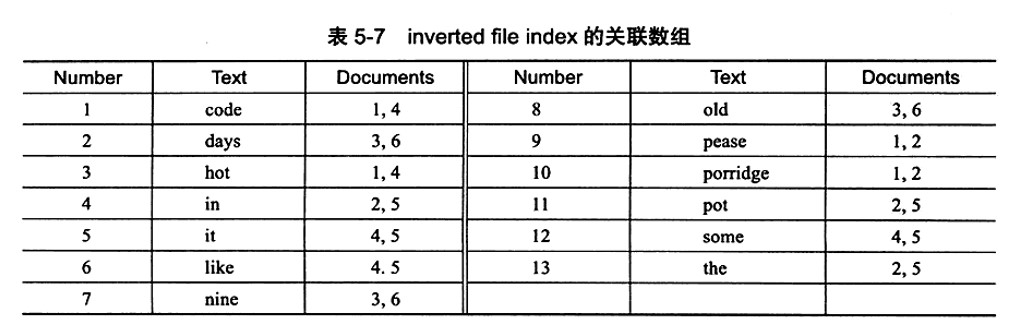 表 5-7 inverted file index 的关联数组
Number Text Documents Number Text Documents
1 code 1, 4 8 old 3, 6
2 days 3, 6 9 pease 1, 2
3 hot 1, 4 10 porridge 1, 2
4 in 2, 5 11 pot 2, 5
5 it 4, 5 12 some 4, 5
6 like 4. 5 13 the 2, 5
7 nine 3, 6